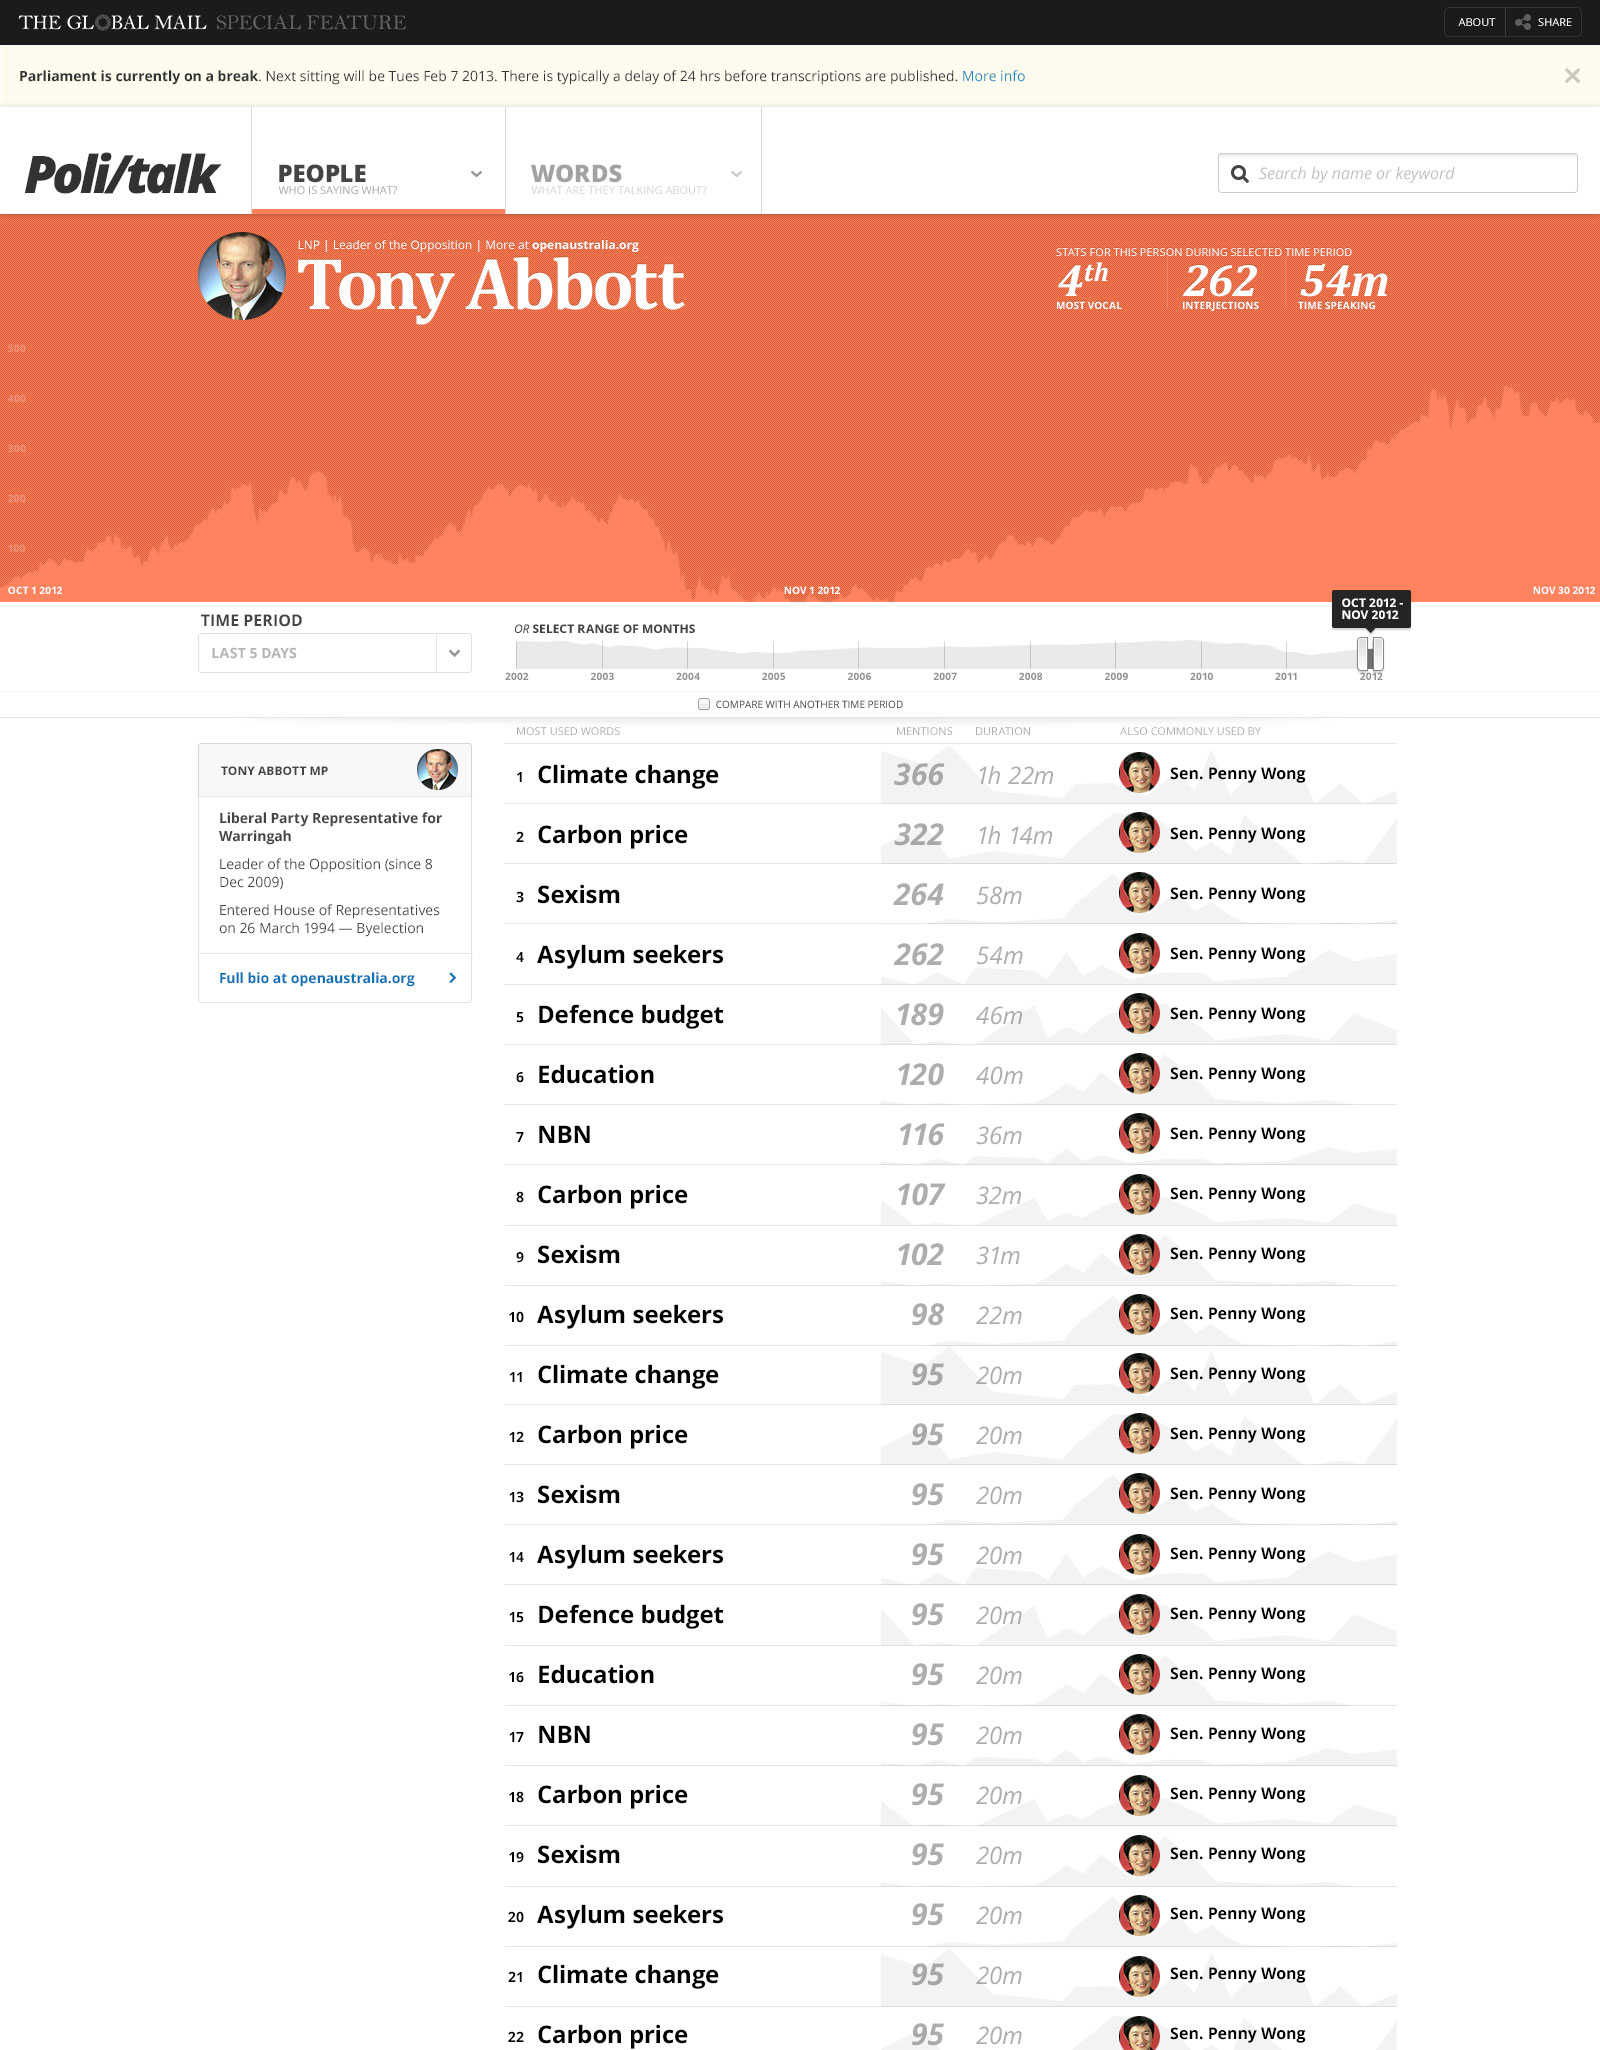 THE GLOBAL MAIL SPECIAL FEATURE
ABOUT SHARE
Parliament is currently on a break. Next sitting will be Tues Feb 7 2013. There is typically a delay of 24 hrs before transcriptions are published. More info
Poli/talk
PEOPLE
WHO IS SAYING WHAT?
WORDS
WHAT ARE THEY TALKING ABOUT?
Search by name or keyword
LNP | Leader of the Opposition | More at openaustralia.org
Tony Abbott
STATS FOR THIS PERSON DURING SELECTED TIME PERIOD
4th 262 54m
MOST VOCAL INTERJECTIONS TIME SPEAKING
500
400
300
200
100
OCT 1 2012 NOV 1 2012 NOV 30 2012
TIME PERIOD
LAST 5 DAYS
OR SELECT RANGE OF MONTHS
OCT 2012 -
NOV 2012
2002 2003 2004 2005 2006 2007 2008 2009 2010 2011 2012
COMPARE WITH ANOTHER TIME PERIOD
TONY ABBOTT MP
Liberal Party Representative for
Warringah
Leader of the Opposition (since 8
Dec 2009)
Entered House of Representatives
on 26 March 1994 — Byelection
Full bio at openaustralia.org
MOST USED WORDS MENTIONS DURATION ALSO COMMONLY USED BY
1 Climate change 366 1h 22m Sen. Penny Wong
2 Carbon price 322 1h 14m Sen. Penny Wong
3 Sexism 264 58m Sen. Penny Wong
4 Asylum seekers 262 54m Sen. Penny Wong
5 Defence budget 189 46m Sen. Penny Wong
6 Education 120 40m Sen. Penny Wong
7 NBN 116 36m Sen. Penny Wong
8 Carbon price 107 32m Sen. Penny Wong
9 Sexism 102 31m Sen. Penny Wong
10 Asylum seekers 98 22m Sen. Penny Wong
11 Climate change 95 20m Sen. Penny Wong
12 Carbon price 95 20m Sen. Penny Wong
13 Sexism 95 20m Sen. Penny Wong
14 Asylum seekers 95 20m Sen. Penny Wong
15 Defence budget 95 20m Sen. Penny Wong
16 Education 95 20m Sen. Penny Wong
17 NBN 95 20m Sen. Penny Wong
18 Carbon price 95 20m Sen. Penny Wong
19 Sexism 95 20m Sen. Penny Wong
20 Asylum seekers 95 20m Sen. Penny Wong
21 Climate change 95 20m Sen. Penny Wong
22 Carbon price 95 20m Sen. Penny Wong